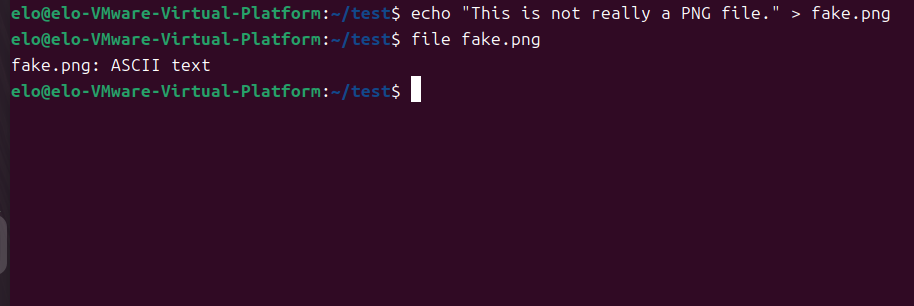 elo@elo-VMware-Virtual-Platform:~/test$ echo "This is not really a PNG file." > fake.png
elo@elo-VMware-Virtual-Platform:~/test$ file fake.png
fake.png: ASCII text
elo@elo-VMware-Virtual-Platform:~/test$